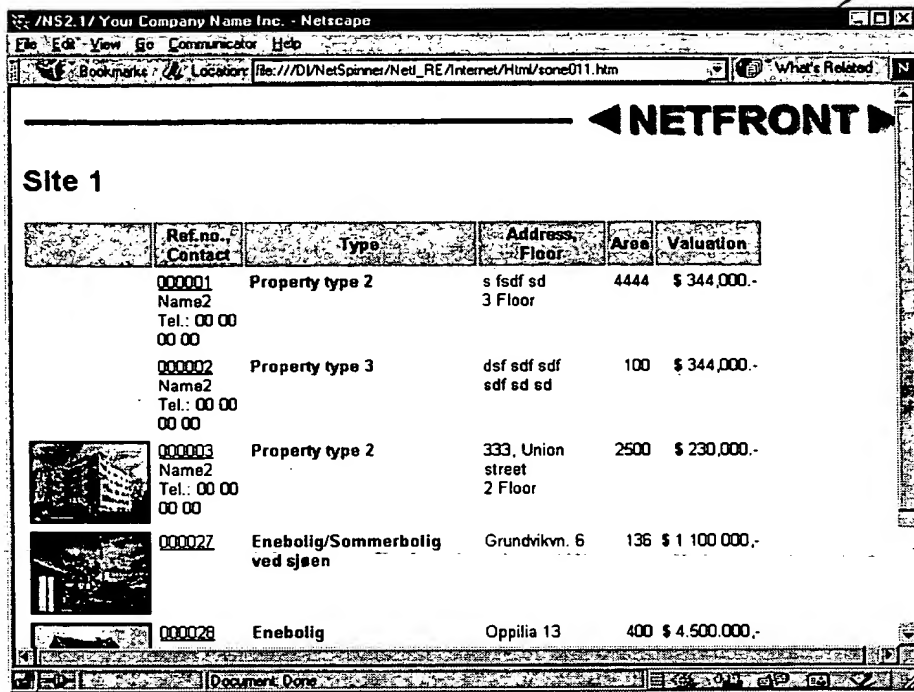 /NS2.1/ Your Company Name Inc. - Netscape
File Edit View Go Communicator Help
Bookmarks Location: file:///D|/NetSpinner/NetI_RE/Internet/Html/sone011.htm What's Related N
NETFRONT
Site 1
Ref.no., Contact Type Address, Floor Area Valuation
000001 Property type 2 s fsdf sd 4444 $ 344,000.-
Name2 3 Floor
Tel.: 00 00
00 00
000002 Property type 3 dsf sdf sdf 100 $ 344,000.-
Name2 sdf sd sd
Tel.: 00 00
00 00
000003 Property type 2 333, Union 2500 $ 230,000.-
Name2 street
Tel.: 00 00 2 Floor
00 00
000027 Enebolig/Sommerbolig Grundvikvn. 6 136 $ 1 100 000,-
ved sjøen
000028 Enebolig Oppilia 13 400 $ 4.500.000,-
Document: Done